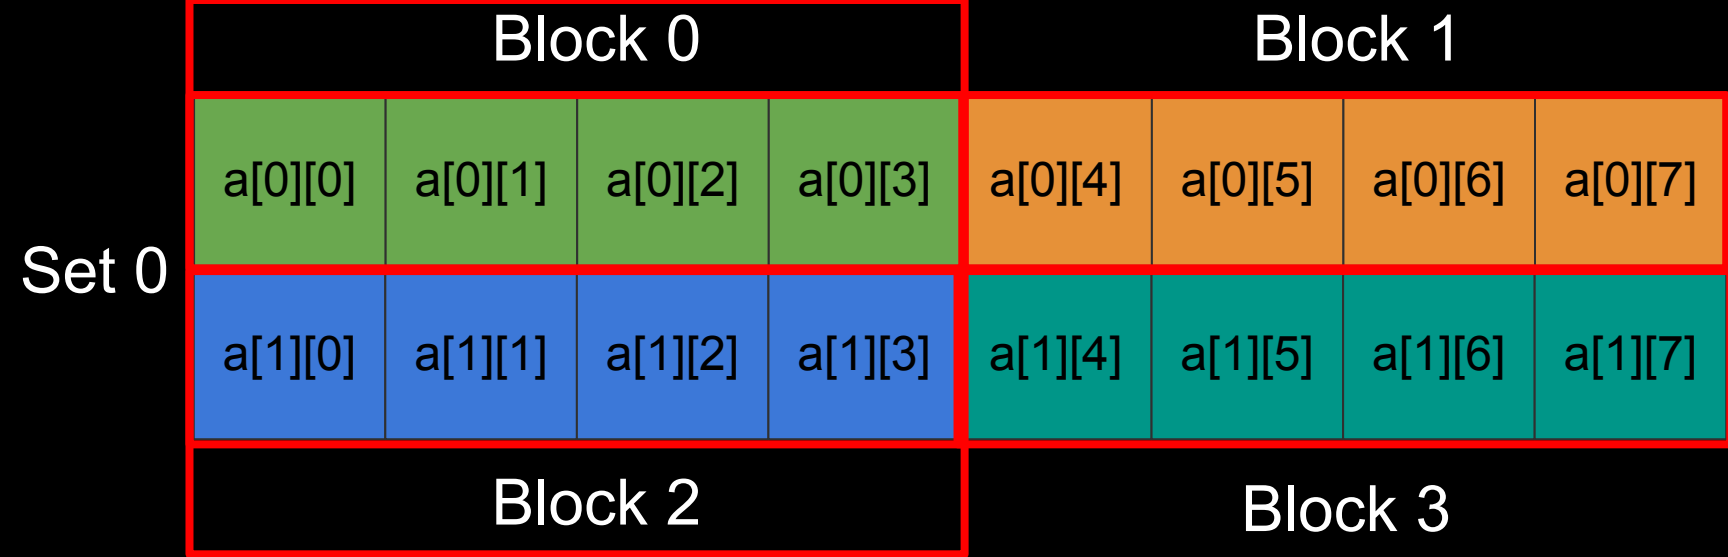 Block 0 Block 1
a[0][0] a[0][1] a[0][2] a[0][3] a[0][4] a[0][5] a[0][6] a[0][7]
Set 0
a[1][0] a[1][1] a[1][2] a[1][3] a[1][4] a[1][5] a[1][6] a[1][7]
Block 2 Block 3